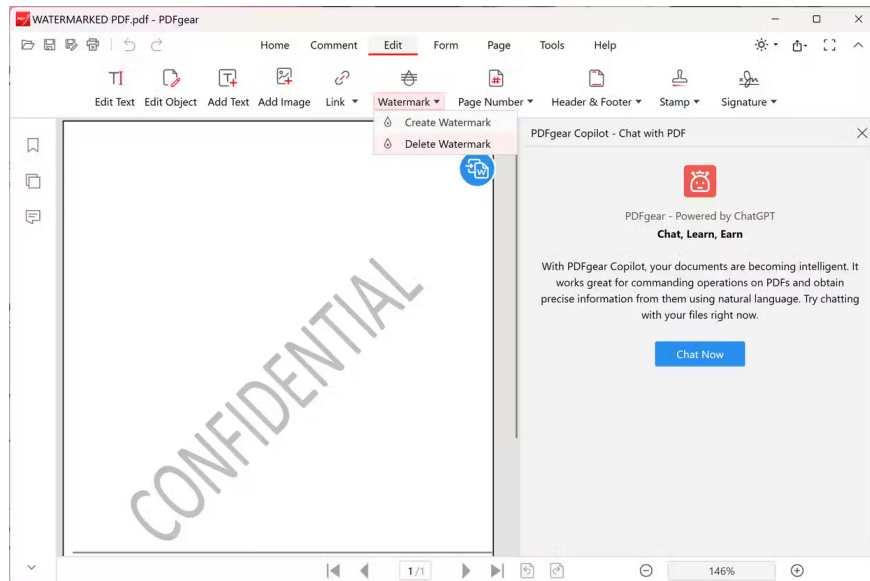 WATERMARKED PDF.pdf - PDFgear
Home Comment Edit Form Page Tools Help
Edit Text Edit Object Add Text Add Image Link Watermark Page Number Header & Footer Stamp Signature
Create Watermark
Delete Watermark
PDFgear Copilot - Chat with PDF
PDFgear - Powered by ChatGPT
Chat, Learn, Earn
With PDFgear Copilot, your documents are becoming intelligent. It
works great for commanding operations on PDFs and obtain
precise information from them using natural language. Try chatting
with your files right now.
Chat Now
CONFIDENTIAL
1/1
146%